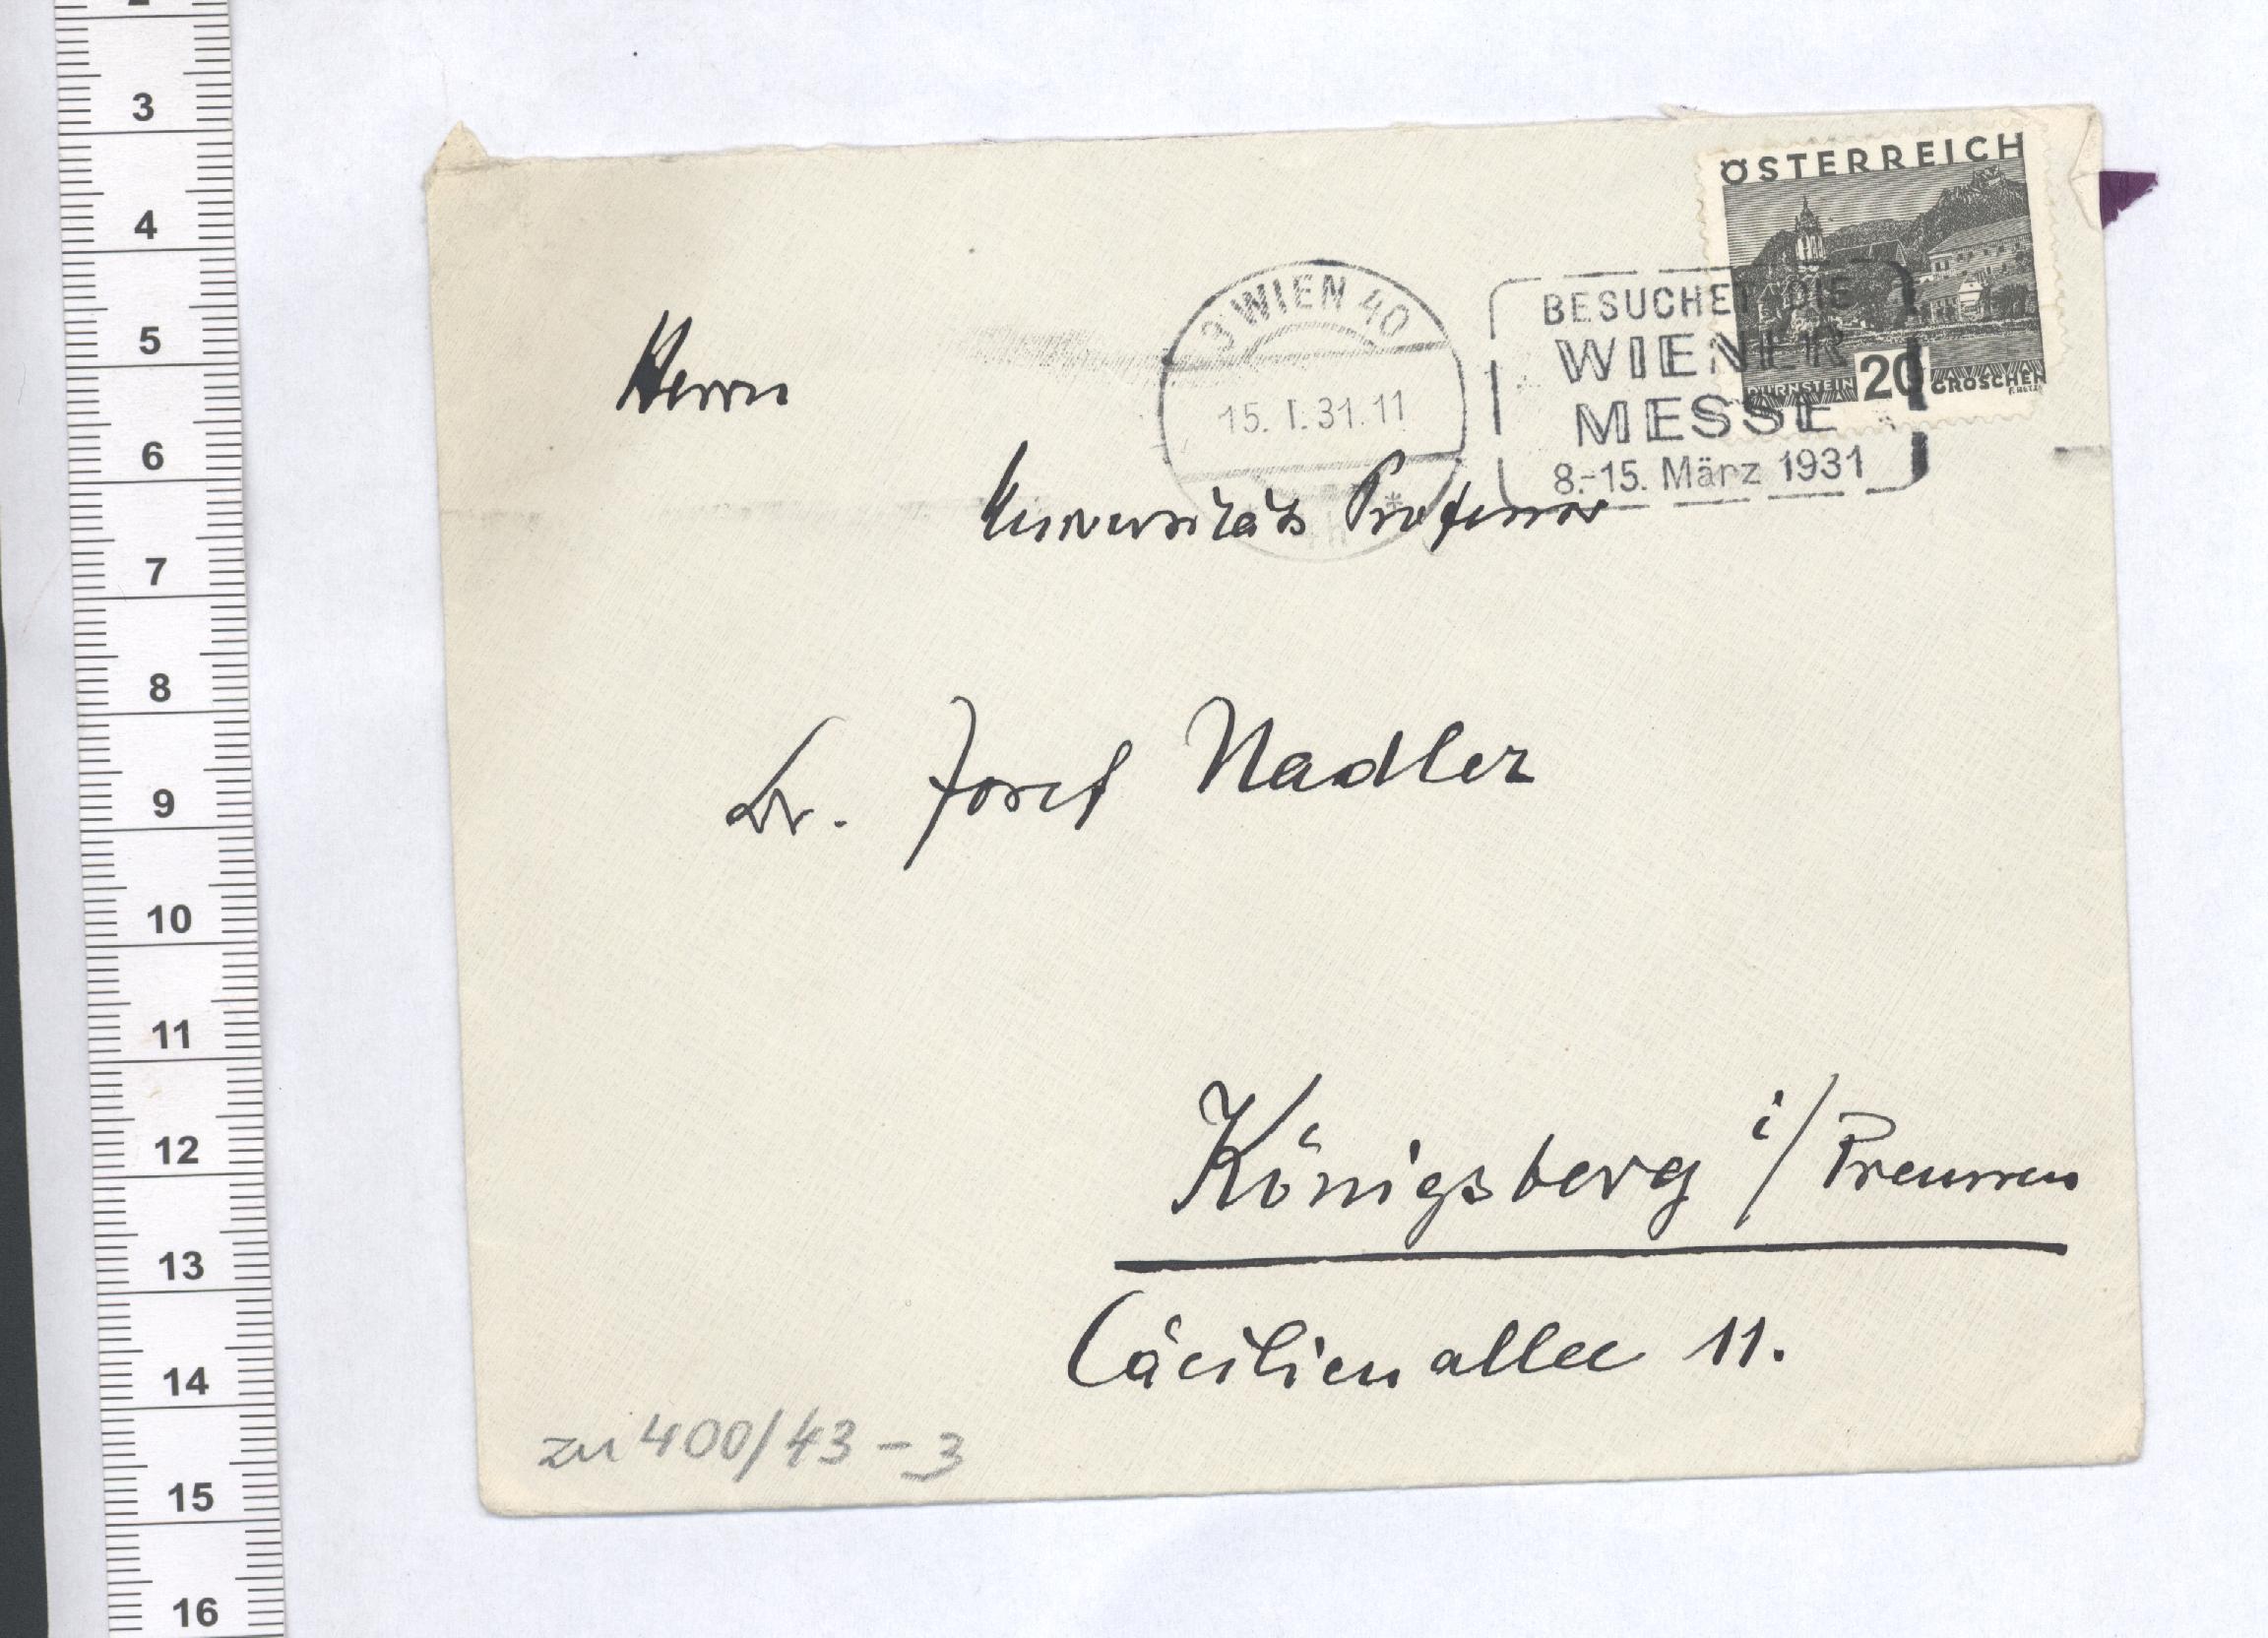 3
4
5
6
7
8
9
10
11
12
13
14
15
16
ÖSTERREICH
DÜRNSTEIN 20 GROSCHEN
WIEN 40
15. I. 31. 11
*
BESUCHET DIE
WIENER
MESSE
8.-15. März 1931
Herrn
Universitäts Professor
Dr. Josef Nadler
Königsberg i/Preussen
Cäcilienallee 11.
zu 400/43-3